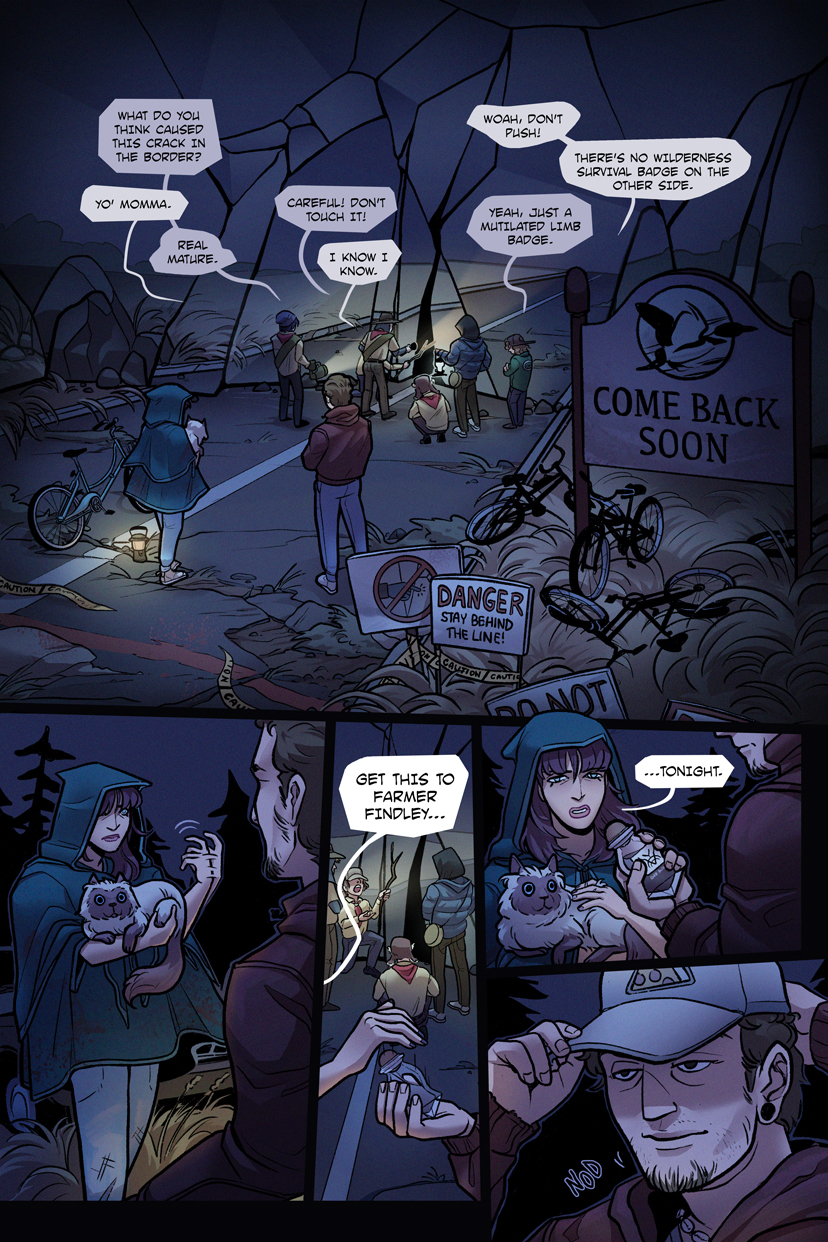 WHAT DO YOU
THINK CAUSED
THIS CRACK IN
THE BORDER?
YO' MOMMA.
REAL
MATURE.
CAREFUL! DON'T
TOUCH IT!
I KNOW I
KNOW.
WOAH, DON'T
PUSH!
THERE'S NO WILDERNESS
SURVIVAL BADGE ON THE
OTHER SIDE.
YEAH, JUST A
MUTILATED LIMB
BADGE.
COME BACK
SOON
DANGER
STAY BEHIND
THE LINE!
CAUTION
CAUTION
CAUTION
DO NOT
GET THIS TO
FARMER
FINDLEY...
...TONIGHT.
NOD